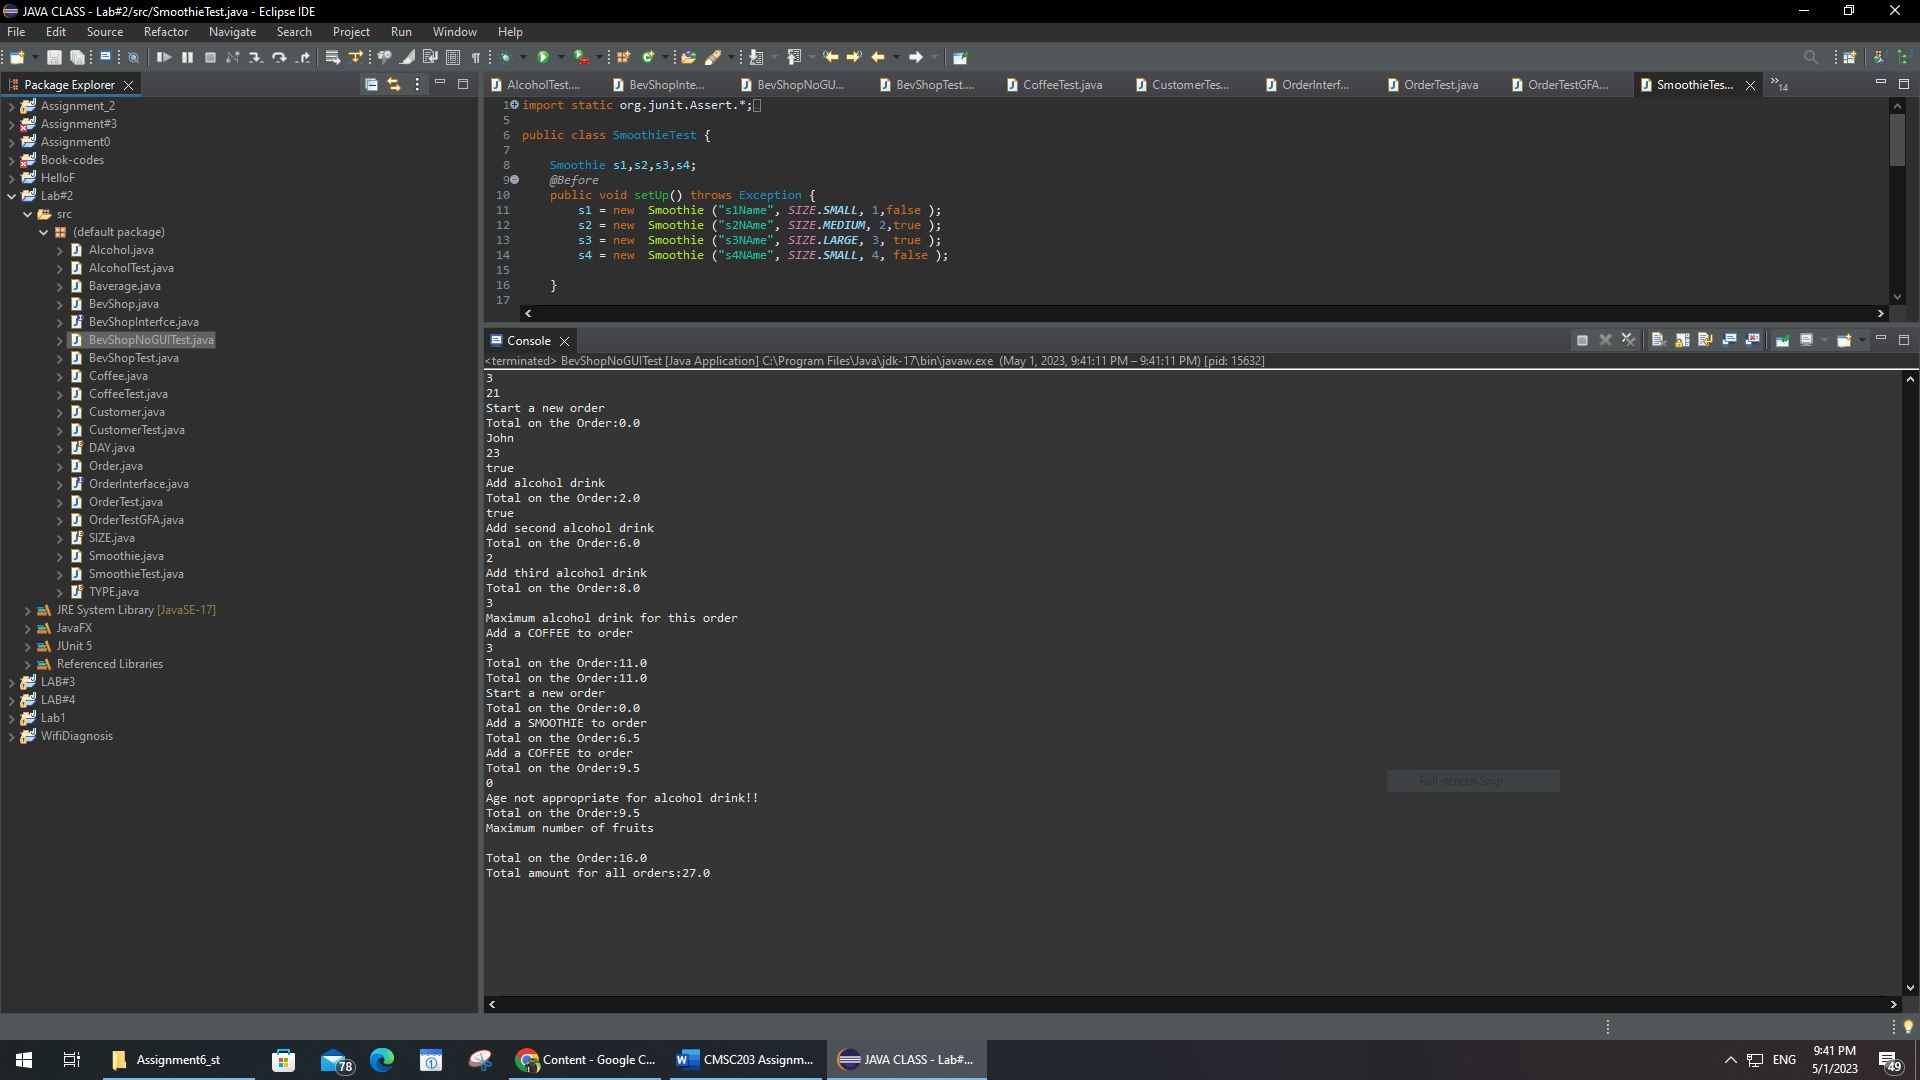 JAVA CLASS - Lab#2/src/SmoothieTest.java - Eclipse IDE
File Edit Source Refactor Navigate Search Project Run Window Help
Package Explorer
Assignment_2
Assignment#3
Assignment0
Book-codes
HelloF
Lab#2
src
(default package)
Alcohol.java
AlcoholTest.java
Baverage.java
BevShop.java
BevShopInterfce.java
BevShopNoGUITest.java
BevShopTest.java
Coffee.java
CoffeeTest.java
Customer.java
CustomerTest.java
DAY.java
Order.java
OrderInterface.java
OrderTest.java
OrderTestGFA.java
SIZE.java
Smoothie.java
SmoothieTest.java
TYPE.java
JRE System Library [JavaSE-17]
JavaFX
JUnit 5
Referenced Libraries
LAB#3
LAB#4
Lab1
WifiDiagnosis
AlcoholTest.... BevShopInte... BevShopNoGU... BevShopTest.... CoffeeTest.java CustomerTes... OrderInterf... OrderTest.java OrderTestGFA... SmoothieTes... 14
1 import static org.junit.Assert.*;
5
6 public class SmoothieTest {
7
8 Smoothie s1,s2,s3,s4;
9 @Before
10 public void setUp() throws Exception {
11 s1 = new Smoothie ("s1Name", SIZE.SMALL, 1,false );
12 s2 = new Smoothie ("s2NAme", SIZE.MEDIUM, 2,true );
13 s3 = new Smoothie ("s3NAme", SIZE.LARGE, 3, true );
14 s4 = new Smoothie ("s4NAme", SIZE.SMALL, 4, false );
15
16 }
17
Console
<terminated> BevShopNoGUITest [Java Application] C:\Program Files\Java\jdk-17\bin\javaw.exe (May 1, 2023, 9:41:11 PM – 9:41:11 PM) [pid: 15632]
3
21
Start a new order
Total on the Order:0.0
John
23
true
Add alcohol drink
Total on the Order:2.0
true
Add second alcohol drink
Total on the Order:6.0
2
Add third alcohol drink
Total on the Order:8.0
3
Maximum alcohol drink for this order
Add a COFFEE to order
3
Total on the Order:11.0
Total on the Order:11.0
Start a new order
Total on the Order:0.0
Add a SMOOTHIE to order
Total on the Order:6.5
Add a COFFEE to order
Total on the Order:9.5
0
Age not appropriate for alcohol drink!!
Total on the Order:9.5
Maximum number of fruits
Total on the Order:16.0
Total amount for all orders:27.0
Full-screen Snip
Assignment6_st 78 Content - Google C... CMSC203 Assignm... JAVA CLASS - Lab#... ENG 9:41 PM 49
5/1/2023